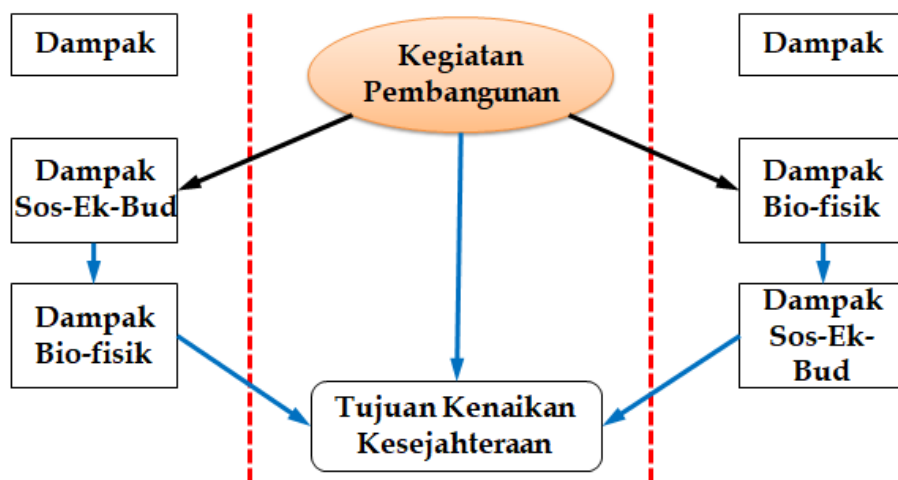 Dampak
Kegiatan
Pembangunan
Dampak
Dampak
Sos-Ek-Bud
Dampak
Bio-fisik
Dampak
Bio-fisik
Dampak
Sos-Ek-
Bud
Tujuan Kenaikan
Kesejahteraan